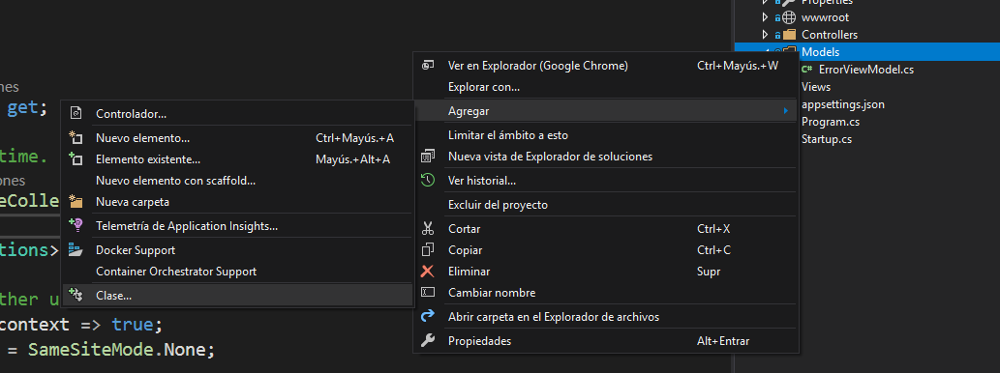 Properties
wwwroot
Controllers
Models
C# ErrorViewModel.cs
Views
appsettings.json
Program.cs
Startup.cs
Ver en Explorador (Google Chrome) Ctrl+Mayús.+W
Explorar con...
Agregar
Limitar el ámbito a esto
Nueva vista de Explorador de soluciones
Ver historial...
Excluir del proyecto
Cortar Ctrl+X
Copiar Ctrl+C
Eliminar Supr
Cambiar nombre
Abrir carpeta en el Explorador de archivos
Propiedades Alt+Entrar
Controlador...
Nuevo elemento... Ctrl+Mayús.+A
Elemento existente... Mayús.+Alt+A
Nuevo elemento con scaffold...
Nueva carpeta
Telemetría de Application Insights...
Docker Support
Container Orchestrator Support
Clase...
nes
get;
time.
ones
eColle
tions>
ther u
context => true;
= SameSiteMode.None;